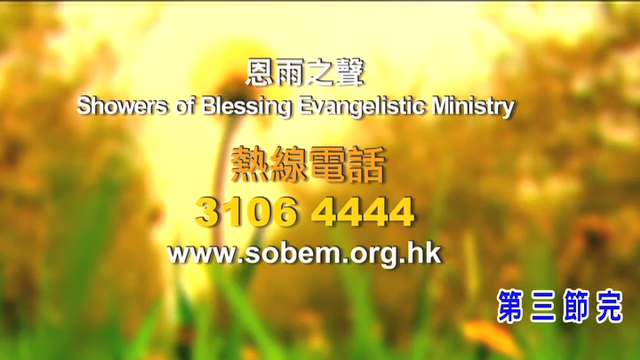 恩雨之聲
Showers of Blessing Evangelistic Ministry
熱線電話
3106 4444
www.sobem.org.hk
第三節完